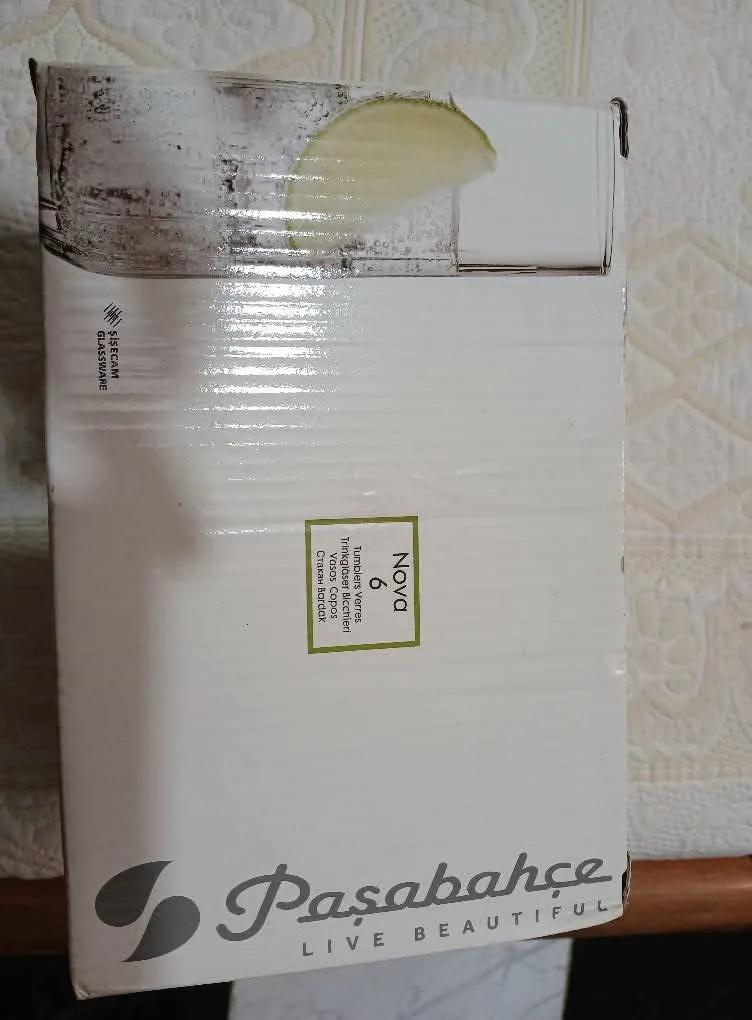 ŞİŞECAM
GLASSWARE
Nova
6
Tumblers Verres
Trinkgläser Bicchieri
Vasos Copos
Стакан Bardak
Paşabahçe
LIVE BEAUTIFUL